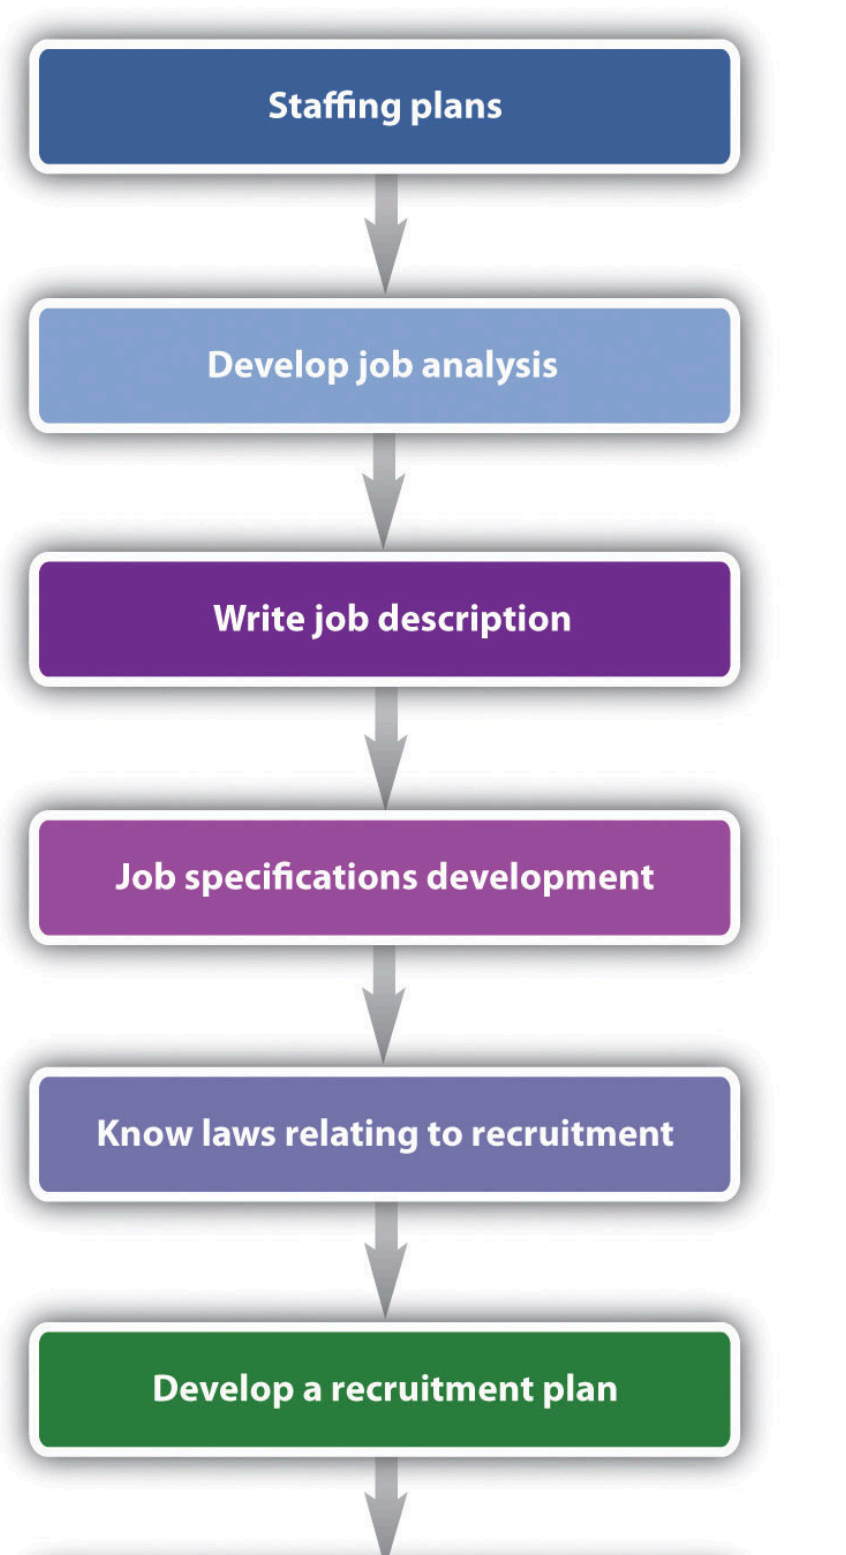 Staffing plans
Develop job analysis
Write job description
Job specifications development
Know laws relating to recruitment
Develop a recruitment plan